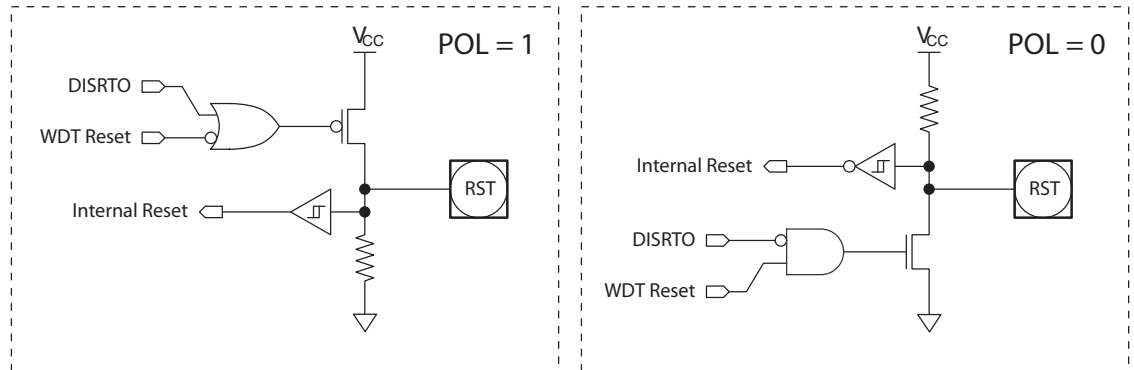 VCC
POL = 1
DISRTO
WDT Reset
RST
Internal Reset
VCC
POL = 0
Internal Reset
RST
DISRTO
WDT Reset